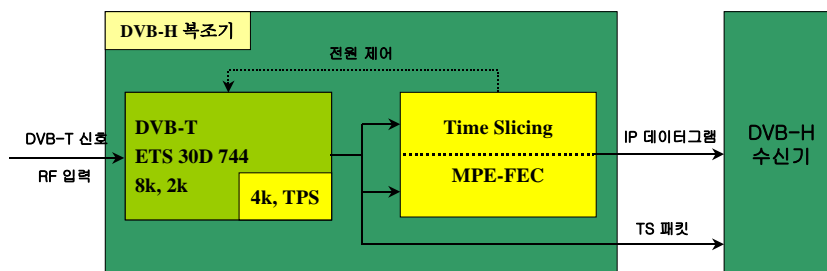 DVB-H 복조기
전원 제어
DVB-T 신호
RF 입력
DVB-T
ETS 30D 744
8k, 2k
4k, TPS
Time Slicing
MPE-FEC
IP 데이터그램
TS 패킷
DVB-H
수신기